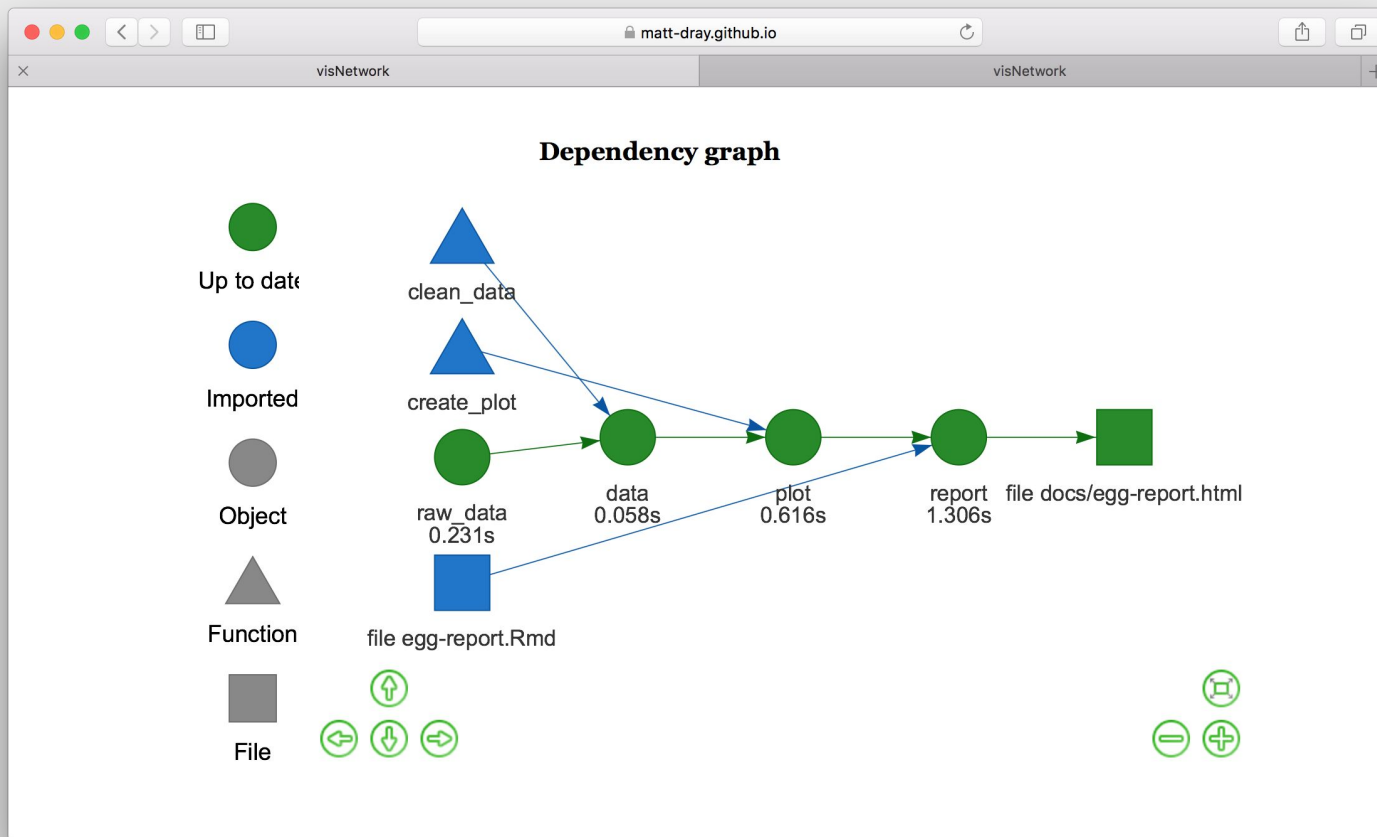 matt-dray.github.io
visNetwork
visNetwork
Dependency graph
Up to date
Imported
Object
Function
File
clean_data
create_plot
raw_data
0.231s
file egg-report.Rmd
data
0.058s
plot
0.616s
report
1.306s
file docs/egg-report.html